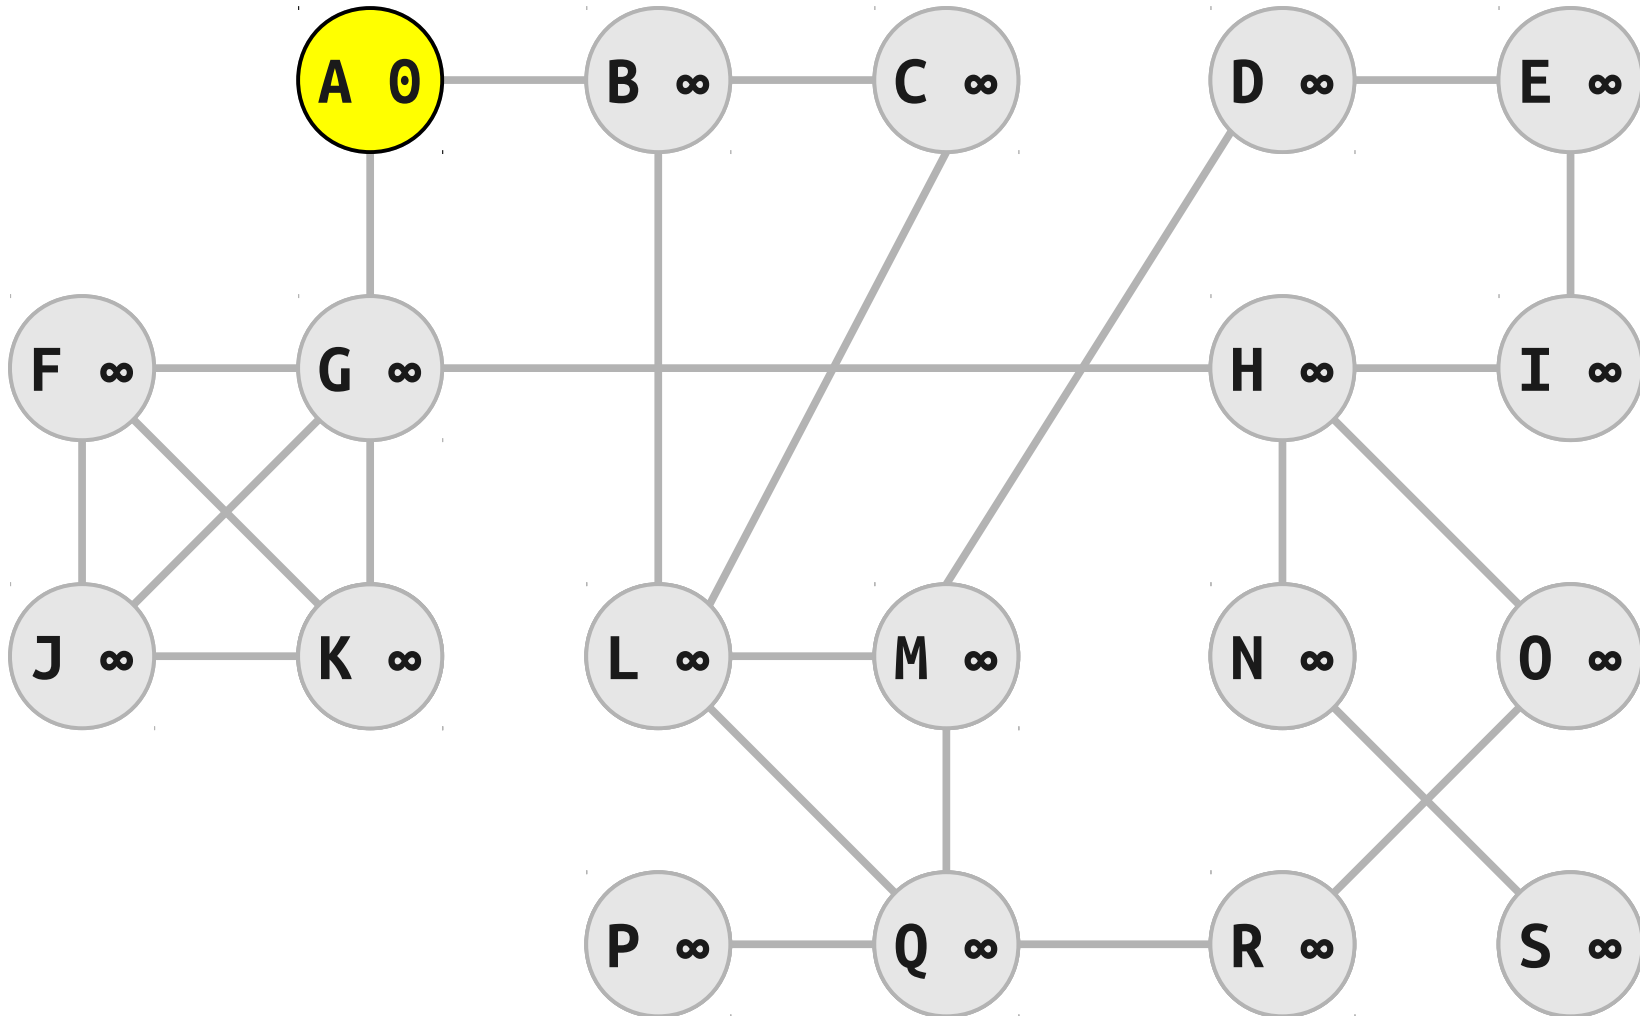 A 0 B ∞ C ∞ D ∞ E ∞
F ∞ G ∞ H ∞ I ∞
J ∞ K ∞ L ∞ M ∞ N ∞ O ∞
P ∞ Q ∞ R ∞ S ∞